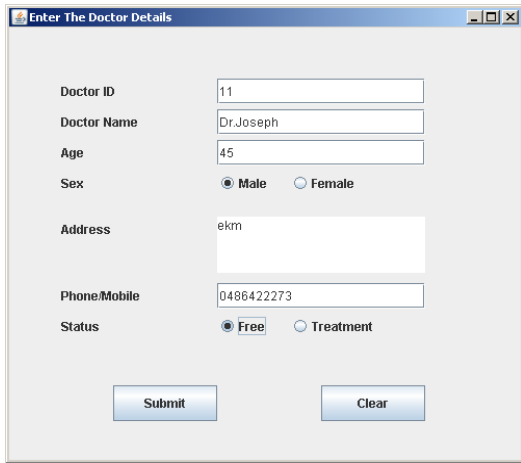 Enter The Doctor Details
Doctor ID 11
Doctor Name Dr.Joseph
Age 45
Sex Male Female
Address ekm
Phone/Mobile 0486422273
Status Free Treatment
Submit Clear